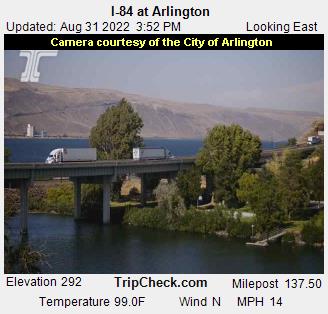 I-84 at Arlington
Updated: Aug 31 2022 3:52 PM Looking East
Camera courtesy of the City of Arlington
Elevation 292 TripCheck.com Milepost 137.50
Temperature 99.0F Wind N MPH 14